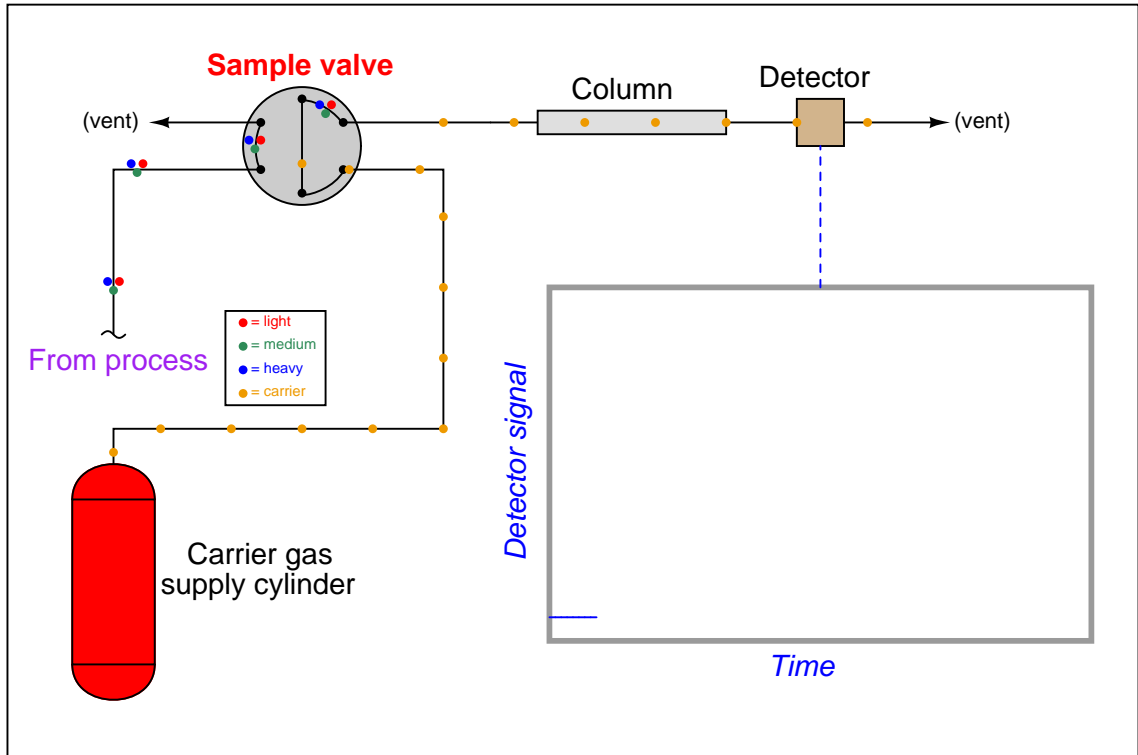 Sample valve
Column
Detector
(vent)
(vent)
= light
= medium
= heavy
= carrier
From process
Detector signal
Carrier gas
supply cylinder
Time